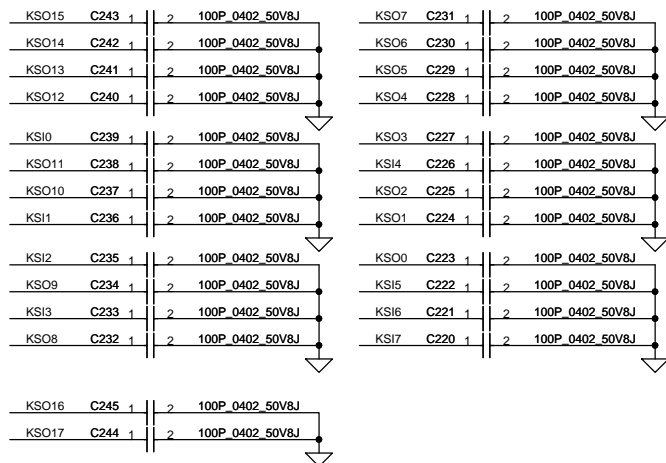 KSO15 C243 1 2 100P_0402_50V8J
KSO14 C242 1 2 100P_0402_50V8J
KSO13 C241 1 2 100P_0402_50V8J
KSO12 C240 1 2 100P_0402_50V8J
KSI0 C239 1 2 100P_0402_50V8J
KSO11 C238 1 2 100P_0402_50V8J
KSO10 C237 1 2 100P_0402_50V8J
KSI1 C236 1 2 100P_0402_50V8J
KSI2 C235 1 2 100P_0402_50V8J
KSO9 C234 1 2 100P_0402_50V8J
KSI3 C233 1 2 100P_0402_50V8J
KSO8 C232 1 2 100P_0402_50V8J
KSO16 C245 1 2 100P_0402_50V8J
KSO17 C244 1 2 100P_0402_50V8J
KSO7 C231 1 2 100P_0402_50V8J
KSO6 C230 1 2 100P_0402_50V8J
KSO5 C229 1 2 100P_0402_50V8J
KSO4 C228 1 2 100P_0402_50V8J
KSO3 C227 1 2 100P_0402_50V8J
KSI4 C226 1 2 100P_0402_50V8J
KSO2 C225 1 2 100P_0402_50V8J
KSO1 C224 1 2 100P_0402_50V8J
KSO0 C223 1 2 100P_0402_50V8J
KSI5 C222 1 2 100P_0402_50V8J
KSI6 C221 1 2 100P_0402_50V8J
KSI7 C220 1 2 100P_0402_50V8J